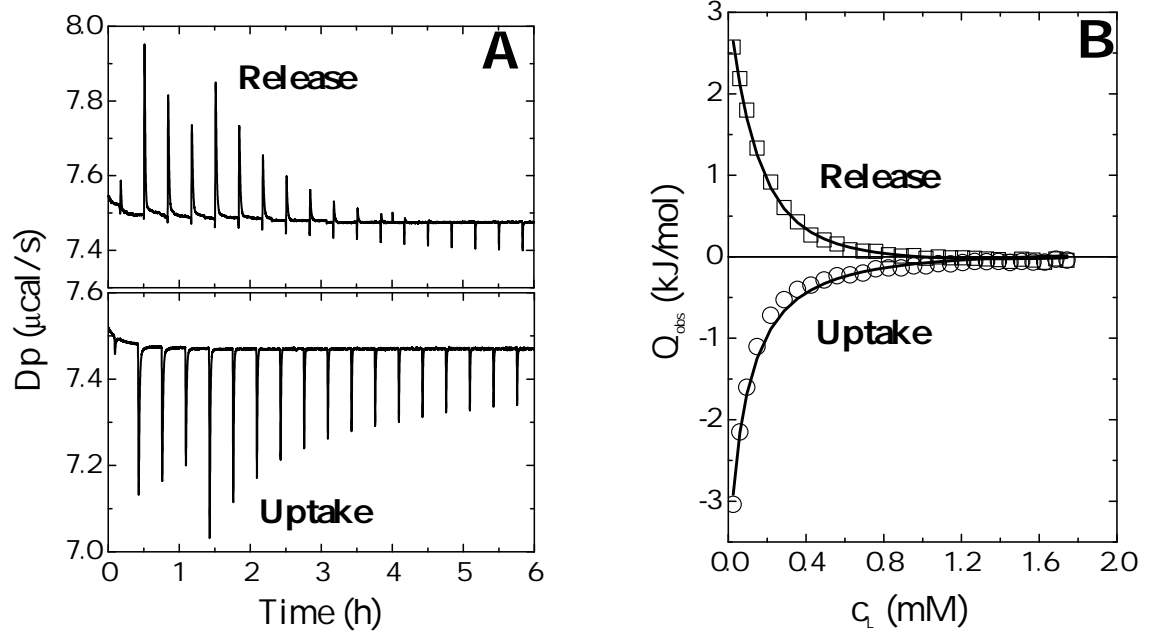 A
Release
8.0
7.8
7.6
7.4
7.6
7.4
7.2
7.0
Dp (μcal/s)
Uptake
0 1 2 3 4 5 6
Time (h)
B
3
2
1
0
-1
-2
-3
Q_obs (kJ/mol)
Release
Uptake
0.0 0.4 0.8 1.2 1.6 2.0
c_L (mM)